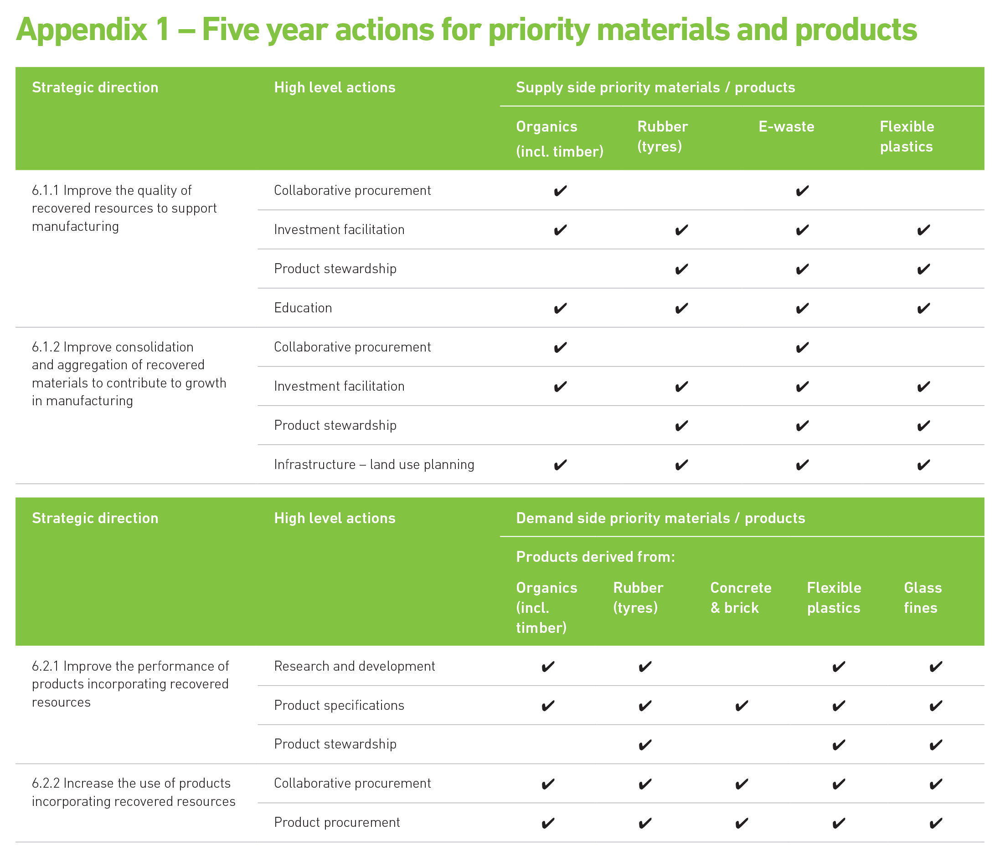 Appendix 1 – Five year actions for priority materials and products
Strategic direction
High level actions
Supply side priority materials / products
Organics
(incl. timber)
Rubber
(tyres)
E-waste
Flexible
plastics
6.1.1 Improve the quality of
recovered resources to support
manufacturing
Collaborative procurement ✔ ✔
Investment facilitation ✔ ✔ ✔ ✔
Product stewardship ✔ ✔ ✔
Education ✔ ✔ ✔ ✔
6.1.2 Improve consolidation
and aggregation of recovered
materials to contribute to growth
in manufacturing
Collaborative procurement ✔ ✔
Investment facilitation ✔ ✔ ✔ ✔
Product stewardship ✔ ✔ ✔
Infrastructure – land use planning ✔ ✔ ✔ ✔
Strategic direction
High level actions
Demand side priority materials / products
Products derived from:
Organics
(incl.
timber)
Rubber
(tyres)
Concrete
& brick
Flexible
plastics
Glass
fines
6.2.1 Improve the performance of
products incorporating recovered
resources
Research and development ✔ ✔ ✔ ✔
Product specifications ✔ ✔ ✔ ✔ ✔
Product stewardship ✔ ✔ ✔
6.2.2 Increase the use of products
incorporating recovered resources
Collaborative procurement ✔ ✔ ✔ ✔ ✔
Product procurement ✔ ✔ ✔ ✔ ✔